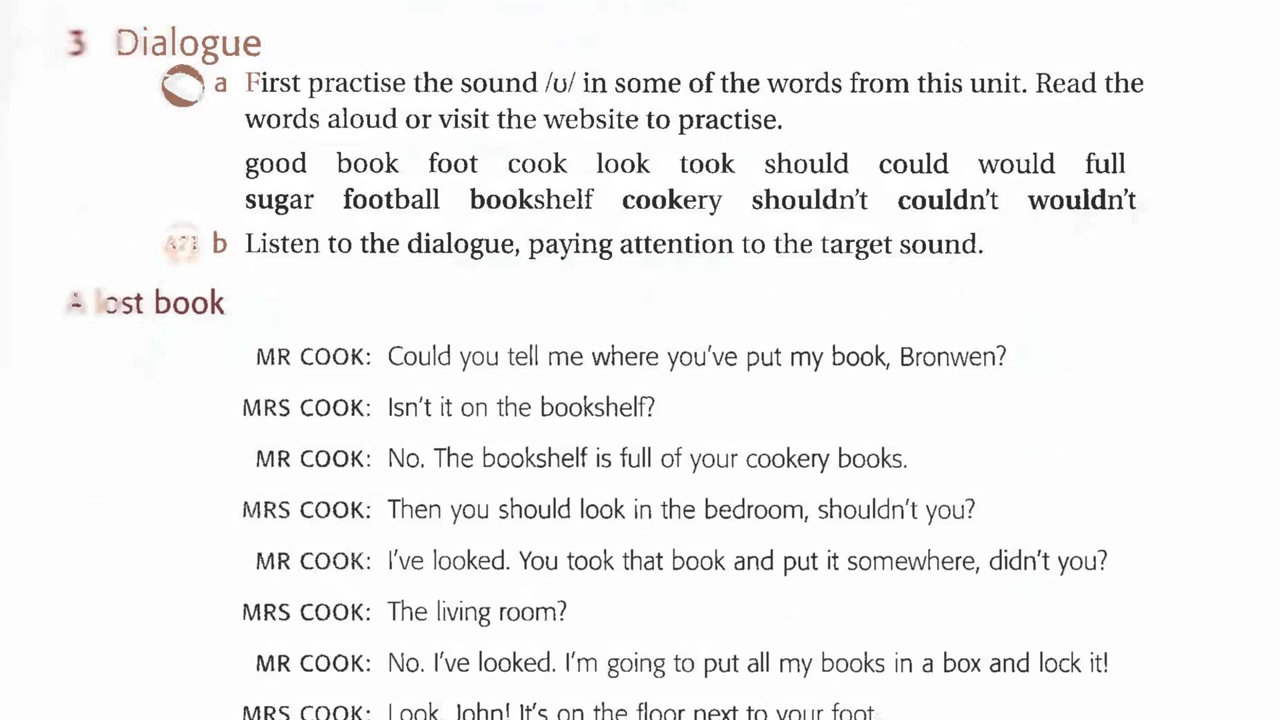 3 Dialogue
a First practise the sound /ʊ/ in some of the words from this unit. Read the
words aloud or visit the website to practise.
good book foot cook look took should could would full
sugar football bookshelf cookery shouldn't couldn't wouldn't
b Listen to the dialogue, paying attention to the target sound.
A lost book
MR COOK: Could you tell me where you've put my book, Bronwen?
MRS COOK: Isn't it on the bookshelf?
MR COOK: No. The bookshelf is full of your cookery books.
MRS COOK: Then you should look in the bedroom, shouldn't you?
MR COOK: I've looked. You took that book and put it somewhere, didn't you?
MRS COOK: The living room?
MR COOK: No. I've looked. I'm going to put all my books in a box and lock it!
MRS COOK: Look, John! It's on the floor next to your foot.